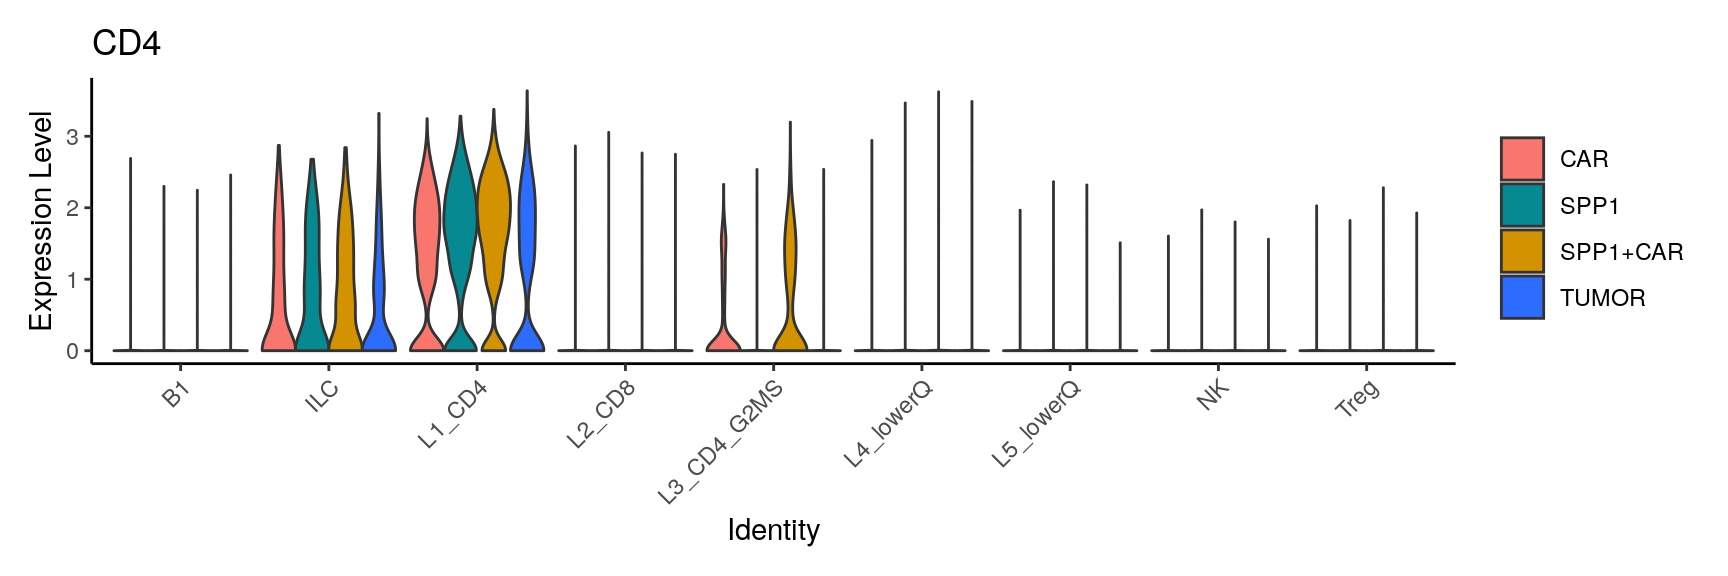 CD4
Expression Level
3
2
1
0
B1
ILC
L1_CD4
L2_CD8
L3_CD4_G2MS
L4_lowerQ
L5_lowerQ
NK
Treg
Identity
CAR
SPP1
SPP1+CAR
TUMOR